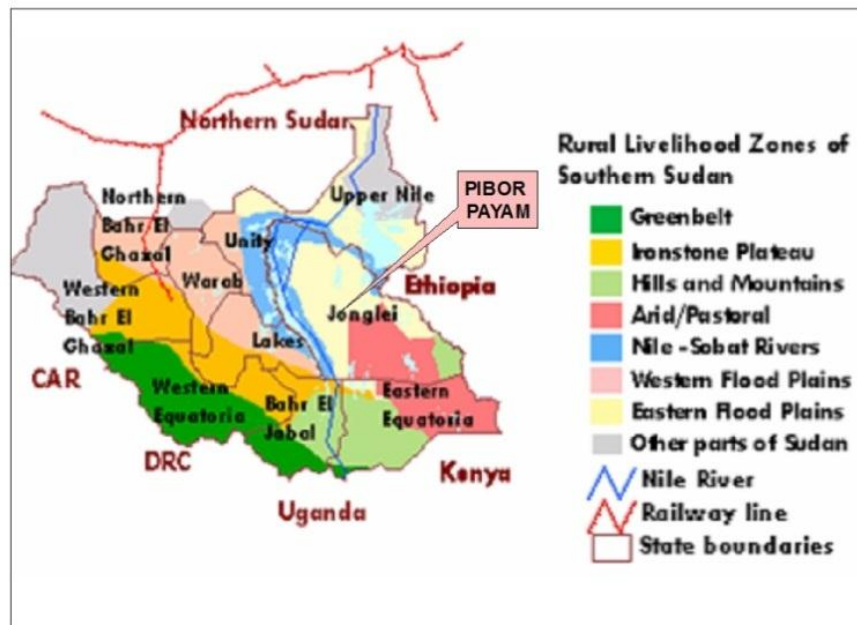 Northern Sudar
Northern
Bahr El
Ghaxal
Unity
Upper Nile
PIBOR
PAYAM
Warab
Western
Bahr El
Ghaxal
Ethiopia
Jonglei
Lakes
CAR
Western
Equatoria
Bahr El
Jabal
Eastern
Equatoria
DRC
Kenya
Uganda
Rural Livelihood Zones of
Southern Sudan
Greenbelt
Ironstone Plateau
Hills and Mountains
Arid/Pastoral
Nile -Sobat Rivers
Western Flood Plains
Eastern Flood Plains
Other parts of Sudan
Nile River
Railway line
State boundaries